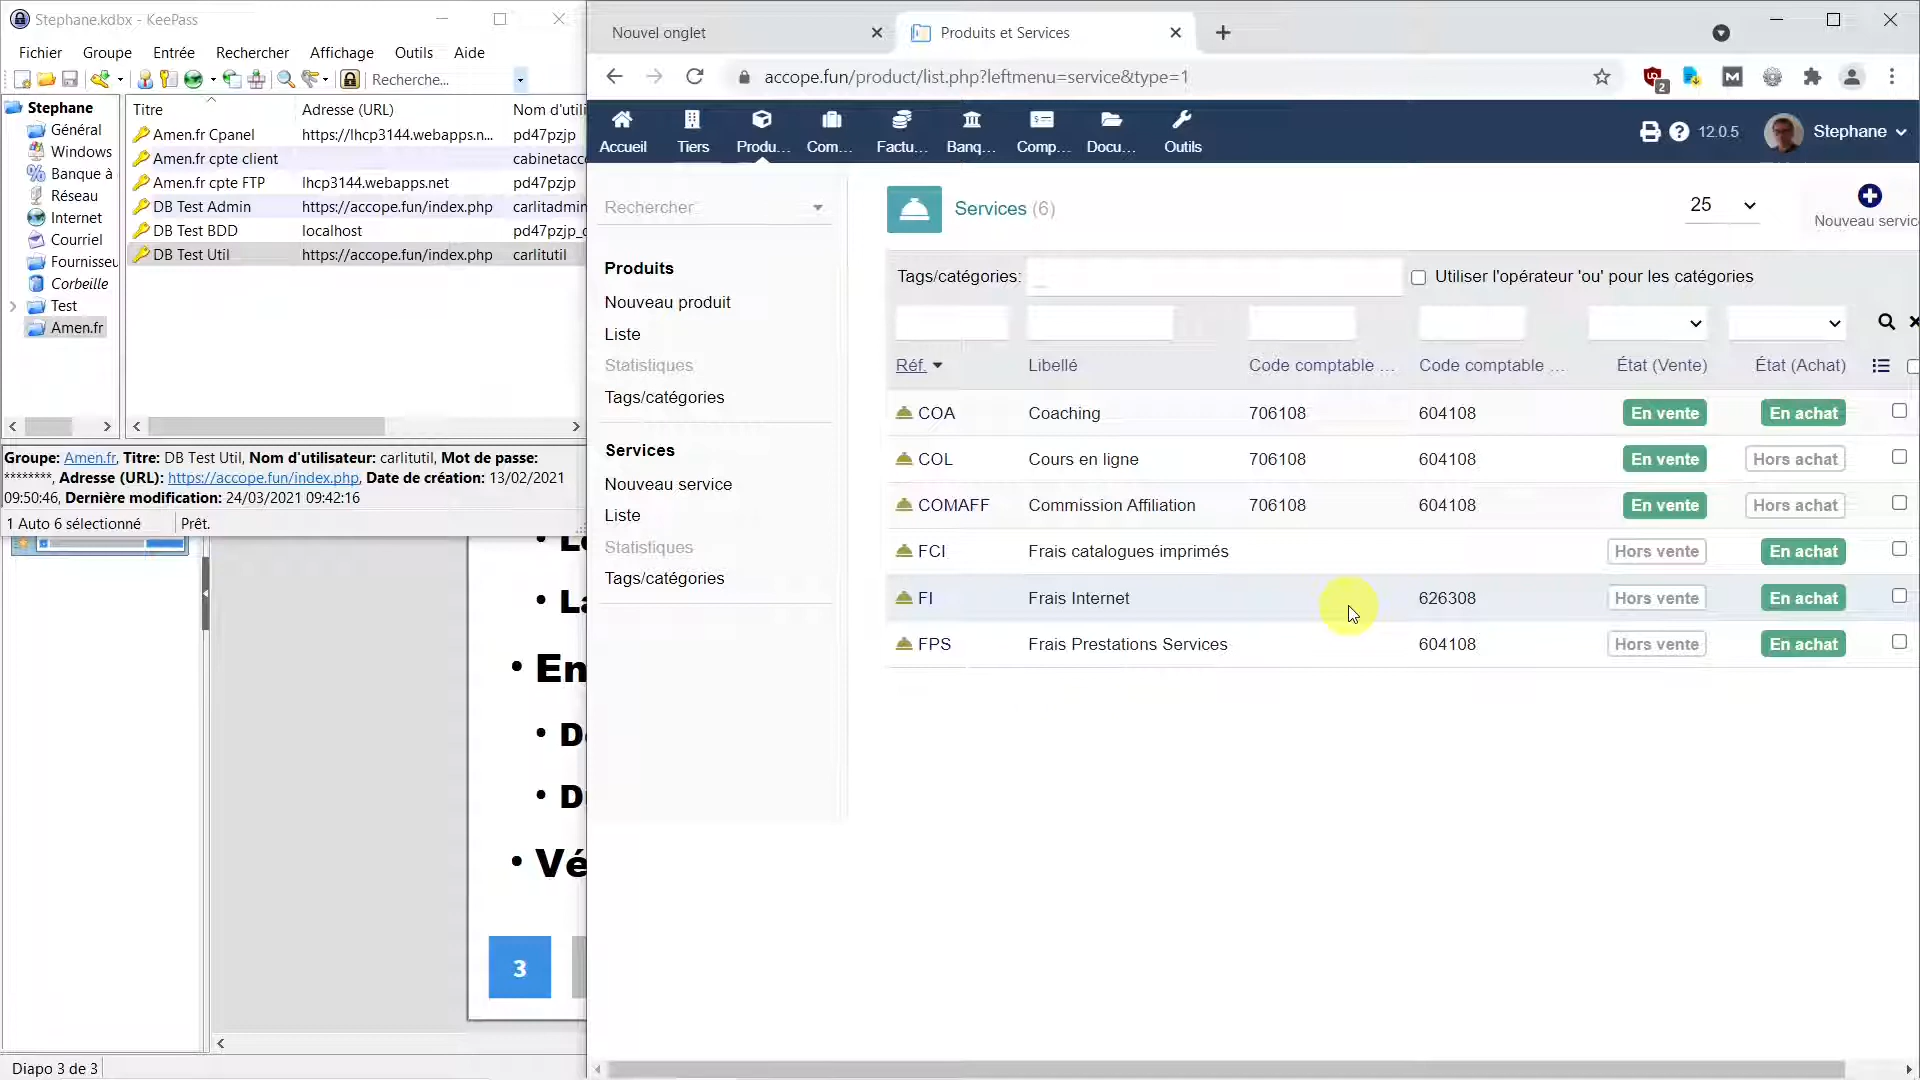 Stephane.kdbx - KeePass
Fichier Groupe Entrée Rechercher Affichage Outils Aide
Recherche...
Stephane
Général
Windows
Banque à
Réseau
Internet
Courriel
Fournisseu
Corbeille
Test
Amen.fr
Titre Adresse (URL) Nom d'utili
Amen.fr Cpanel https://lhcp3144.webapps.n... pd47pzjp
Amen.fr cpte client cabinetacco
Amen.fr cpte FTP lhcp3144.webapps.net pd47pzjp
DB Test Admin https://accope.fun/index.php carlitadmin
DB Test BDD localhost pd47pzjp_c
DB Test Util https://accope.fun/index.php carlitutil
Groupe: Amen.fr, Titre: DB Test Util, Nom d'utilisateur: carlitutil, Mot de passe:
********, Adresse (URL): https://accope.fun/index.php, Date de création: 13/02/2021
09:50:46, Dernière modification: 24/03/2021 09:42:16
1 Auto 6 sélectionné Prêt.
• La
• En
• D
• D
• Vé
3
Diapo 3 de 3
Nouvel onglet
Produits et Services
accope.fun/product/list.php?leftmenu=service&type=1
2
Accueil Tiers Produ... Com... Factu... Banq... Comp... Docu... Outils
12.0.5 Stephane
Rechercher
Produits
Nouveau produit
Liste
Statistiques
Tags/catégories
Services
Nouveau service
Liste
Statistiques
Tags/catégories
Services (6)
25
Nouveau servic
Tags/catégories: Utiliser l'opérateur 'ou' pour les catégories
Réf. Libellé Code comptable ... Code comptable ... État (Vente) État (Achat)
COA Coaching 706108 604108 En vente En achat
COL Cours en ligne 706108 604108 En vente Hors achat
COMAFF Commission Affiliation 706108 604108 En vente Hors achat
FCI Frais catalogues imprimés Hors vente En achat
FI Frais Internet 626308 Hors vente En achat
FPS Frais Prestations Services 604108 Hors vente En achat